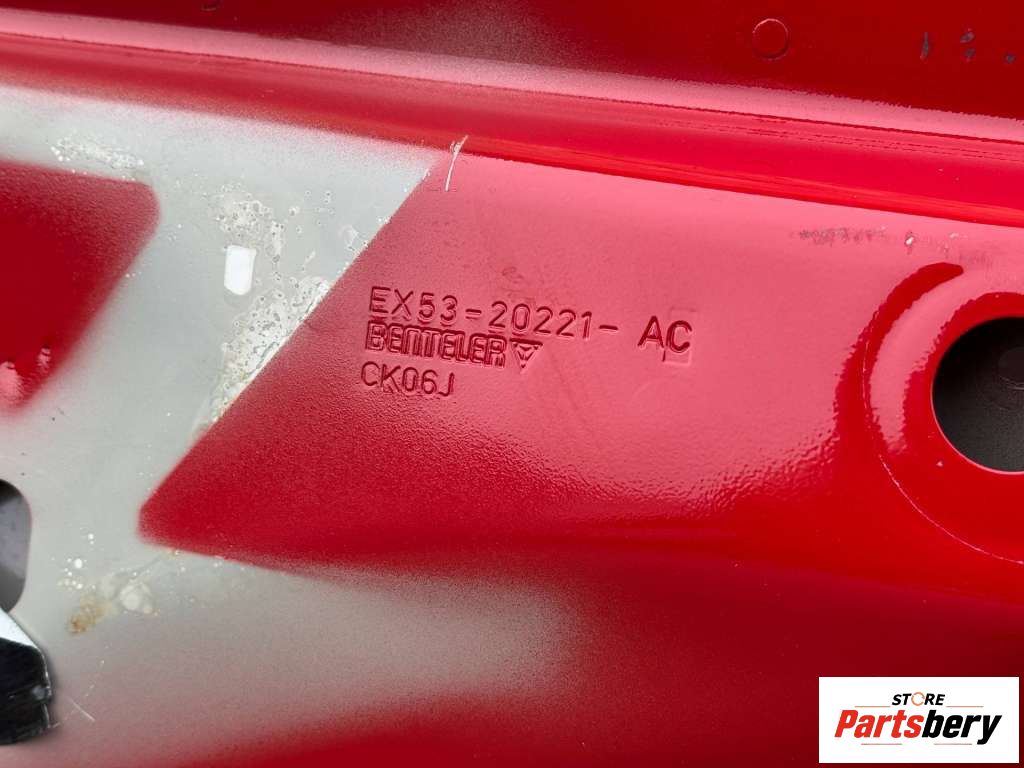 EX53-20221- AC
BENTELER
CK06J
STORE
Partsbery